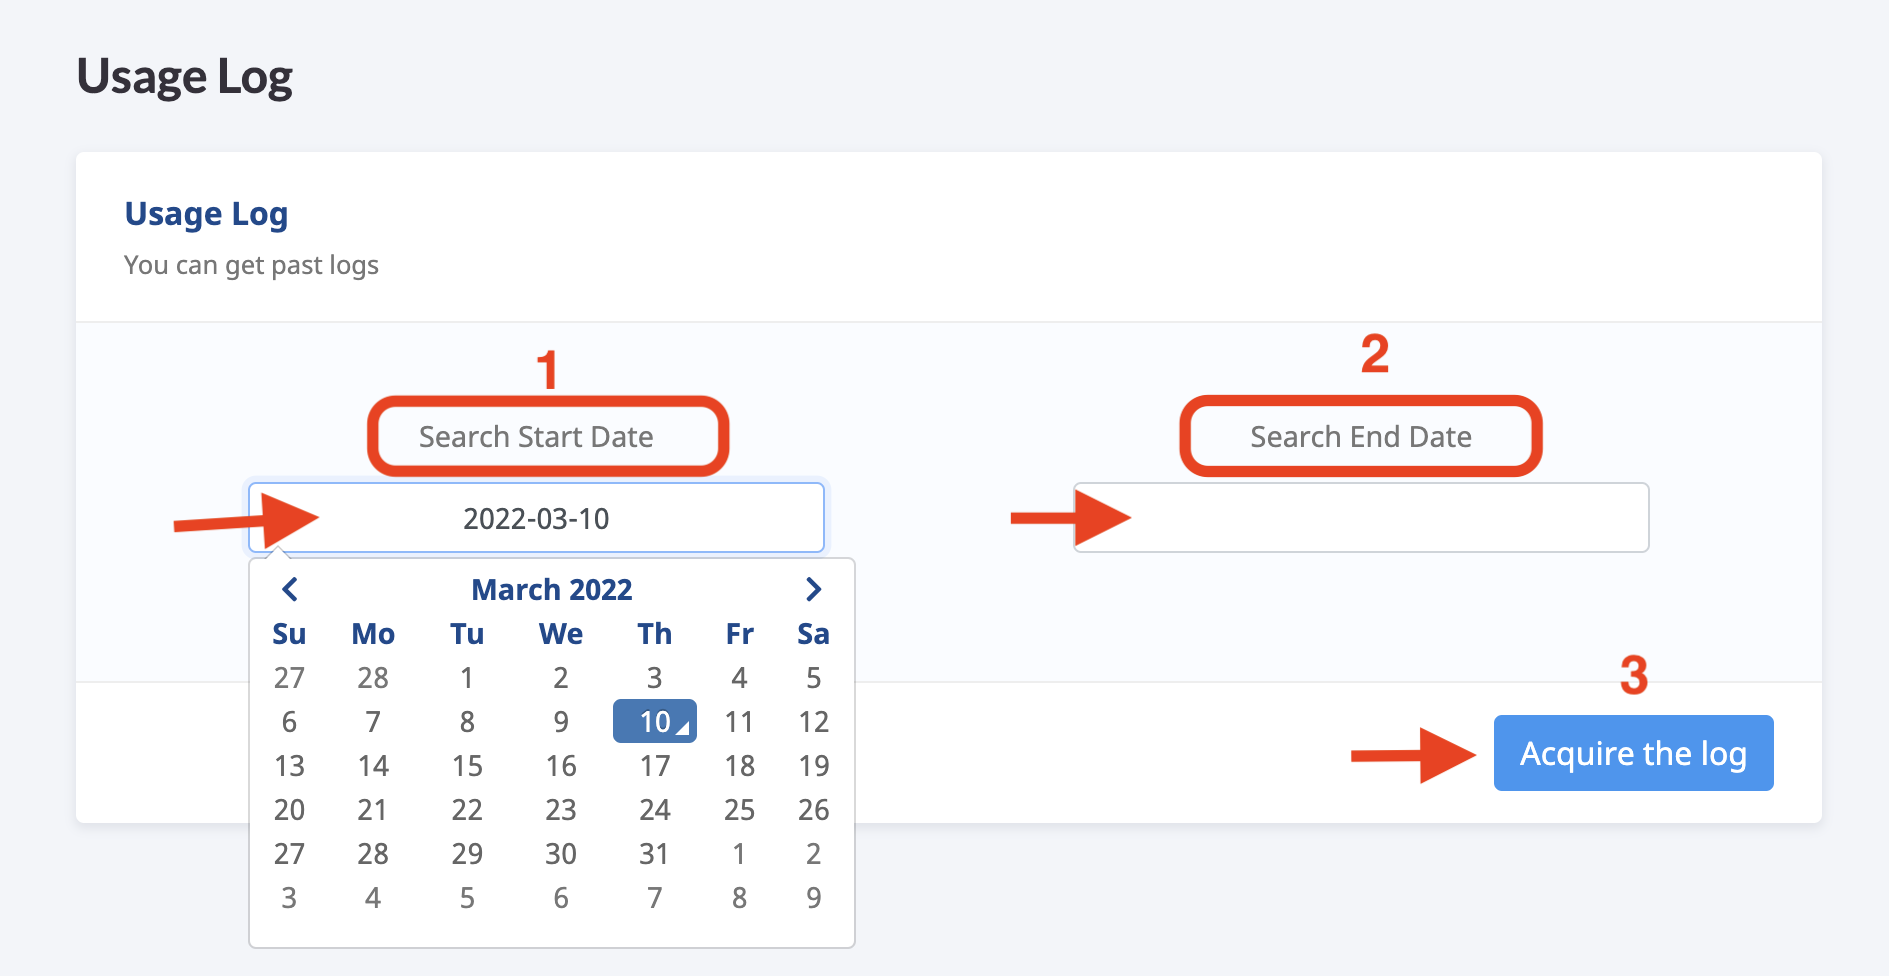 Usage Log
Usage Log
You can get past logs
1
2
Search Start Date
Search End Date
2022-03-10
March 2022
Su Mo Tu We Th Fr Sa
27 28 1 2 3 4 5
6 7 8 9 10 11 12
13 14 15 16 17 18 19
20 21 22 23 24 25 26
27 28 29 30 31 1 2
3 4 5 6 7 8 9
3
Acquire the log